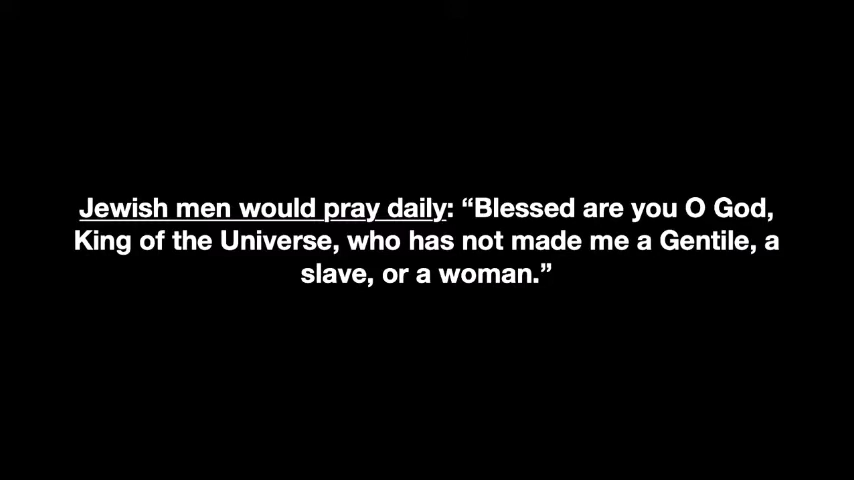 Jewish men would pray daily: “Blessed are you O God,
King of the Universe, who has not made me a Gentile, a
slave, or a woman.”